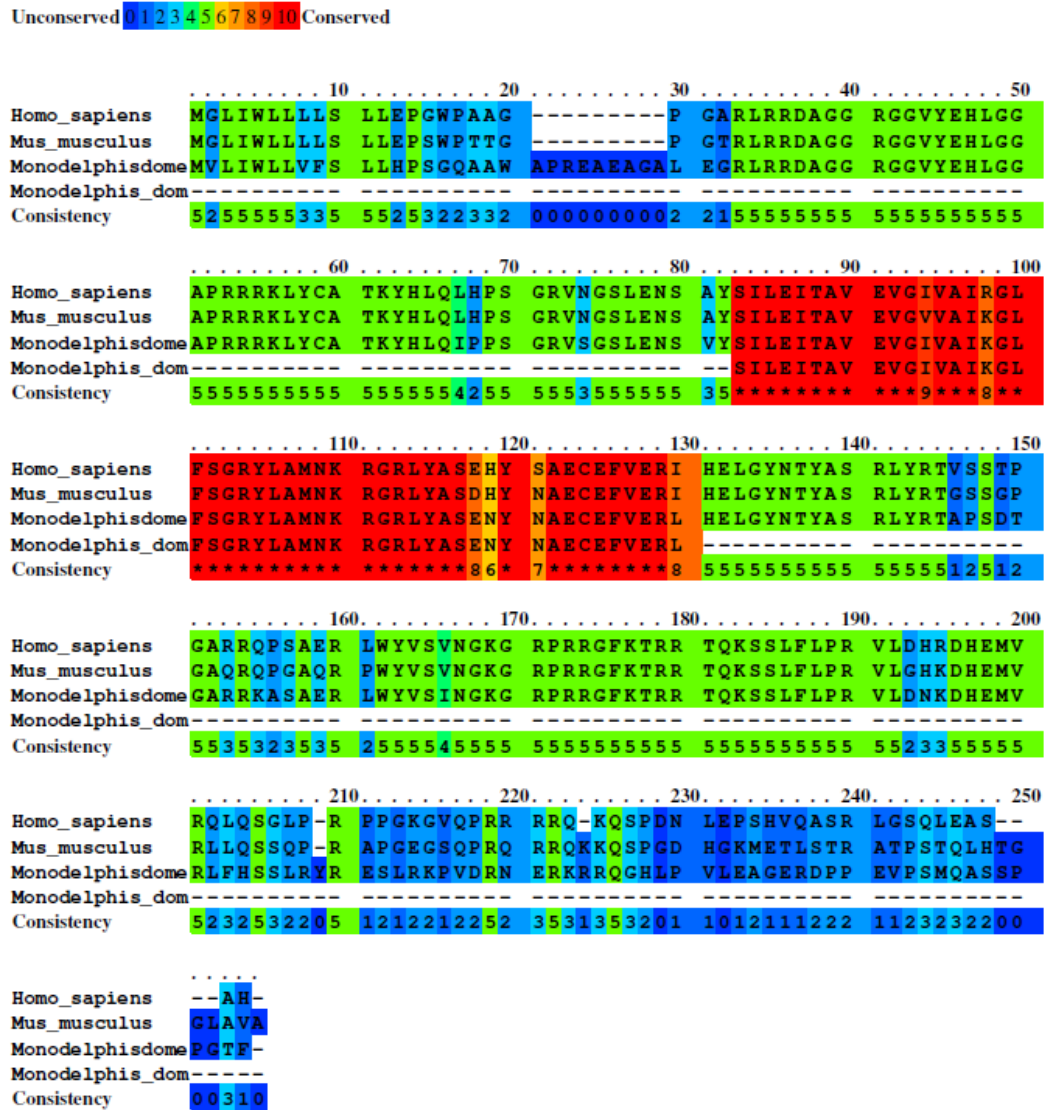 Unconserved 0 1 2 3 4 5 6 7 8 9 10 Conserved
. . . . . . . . . 10 . . . . . . . . 20 . . . . . . . . 30 . . . . . . . . 40 . . . . . . . . 50
Homo_sapiens MGLIWLLLLS LLEPGWPAAG ---------P GARLRRDAGG RGGVYEHLGG
Mus_musculus MGLIWLLLLS LLEPSWPTTG ---------P GTRLRRDAGG RGGVYEHLGG
Monodelphisdome MVLIWLLVFS LLHPSGQAAW APREAEAGAL EGRLRRDAGG RGGVYEHLGG
Monodelphis_dom ---------- ---------- ---------- ---------- ----------
Consistency 5255555335 5525322332 0000000002 2155555555 5555555555
. . . . . . . . . 60 . . . . . . . . 70 . . . . . . . . 80 . . . . . . . . 90 . . . . . . . . 100
Homo_sapiens APRRRKLYCA TKYHLQLHPS GRVNGSLENS AYSILEITAV EVGIVAIRGL
Mus_musculus APRRRKLYCA TKYHLQLHPS GRVNGSLENS AYSILEITAV EVGVVAIKGL
Monodelphisdome APRRRKLYCA TKYHLQIPPS GRVSGSLENS VYSILEITAV EVGIVAIKGL
Monodelphis_dom ---------- ---------- ---------- --SILEITAV EVGIVAIKGL
Consistency 5555555555 5555554255 5553555555 35******** ***9***8**
. . . . . . . . . 110 . . . . . . . . 120 . . . . . . . . 130 . . . . . . . . 140 . . . . . . . . 150
Homo_sapiens FSGRYLAMNK RGRLYASEHY SAECEFVERI HELGYNTYAS RLYRTVSSTP
Mus_musculus FSGRYLAMNK RGRLYASDHY NAECEFVERI HELGYNTYAS RLYRTGSSGP
Monodelphisdome FSGRYLAMNK RGRLYASENY NAECEFVERL HELGYNTYAS RLYRTAPSDT
Monodelphis_dom FSGRYLAMNK RGRLYASENY NAECEFVERL ---------- ----------
Consistency ********** *******86* 7********8 5555555555 5555512512
. . . . . . . . . 160 . . . . . . . . 170 . . . . . . . . 180 . . . . . . . . 190 . . . . . . . . 200
Homo_sapiens GARRQPSAER LWYVSVNGKG RPRRGFKTRR TQKSSLFLPR VLDHRDHEMV
Mus_musculus GAQRQPGAQR PWYVSVNGKG RPRRGFKTRR TQKSSLFLPR VLGHKDHEMV
Monodelphisdome GARRKASAER LWYVSINGKG RPRRGFKTRR TQKSSLFLPR VLDNKDHEMV
Monodelphis_dom ---------- ---------- ---------- ---------- ----------
Consistency 5535323535 2555545555 5555555555 5555555555 5523355555
. . . . . . . . . 210 . . . . . . . . 220 . . . . . . . . 230 . . . . . . . . 240 . . . . . . . . 250
Homo_sapiens RQLQSGLP-R PPGKGVQPRR RRQ-KQSPDN LEPSHVQASR LGSQLEAS--
Mus_musculus RLLQSSQP-R APGEGSQPRQ RRQKKQSPGD HGKMETLSTR ATPSTQLHTG
Monodelphisdome RLFHSSLRYR ESLRKPVDRN ERKRRQGHLP VLEAGERDPP EVPSMQASSP
Monodelphis_dom ---------- ---------- ---------- ---------- ----------
Consistency 5232532205 1212212252 3531353201 1012111222 1123232200
. . . . .
Homo_sapiens --AH-
Mus_musculus GLAVA
Monodelphisdome PGTF-
Monodelphis_dom -----
Consistency 00310